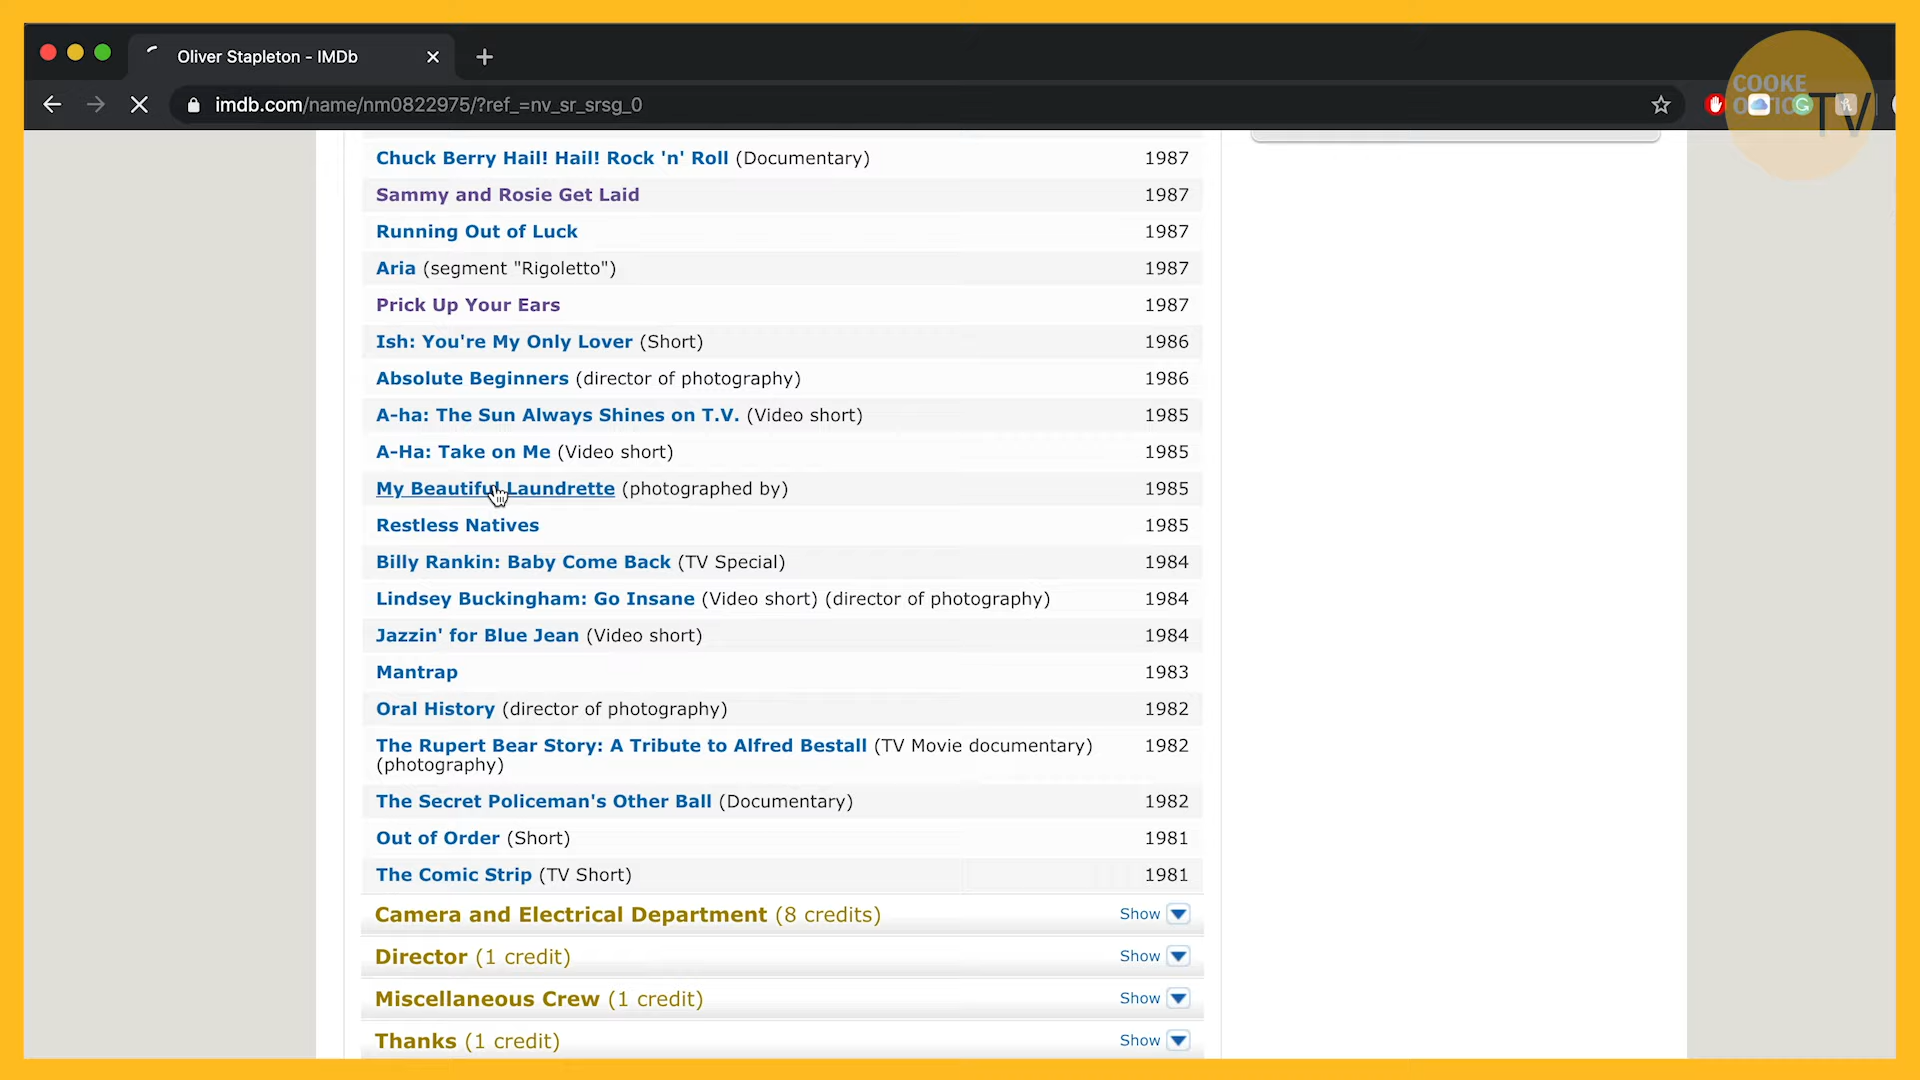 Oliver Stapleton - IMDb
imdb.com/name/nm0822975/?ref_=nv_sr_srsg_0
COOKE
OPTICS TV
Chuck Berry Hail! Hail! Rock 'n' Roll (Documentary) 1987
Sammy and Rosie Get Laid 1987
Running Out of Luck 1987
Aria (segment "Rigoletto") 1987
Prick Up Your Ears 1987
Ish: You're My Only Lover (Short) 1986
Absolute Beginners (director of photography) 1986
A-ha: The Sun Always Shines on T.V. (Video short) 1985
A-Ha: Take on Me (Video short) 1985
My Beautiful Laundrette (photographed by) 1985
Restless Natives 1985
Billy Rankin: Baby Come Back (TV Special) 1984
Lindsey Buckingham: Go Insane (Video short) (director of photography) 1984
Jazzin' for Blue Jean (Video short) 1984
Mantrap 1983
Oral History (director of photography) 1982
The Rupert Bear Story: A Tribute to Alfred Bestall (TV Movie documentary) 1982
(photography)
The Secret Policeman's Other Ball (Documentary) 1982
Out of Order (Short) 1981
The Comic Strip (TV Short) 1981
Camera and Electrical Department (8 credits) Show
Director (1 credit) Show
Miscellaneous Crew (1 credit) Show
Thanks (1 credit) Show